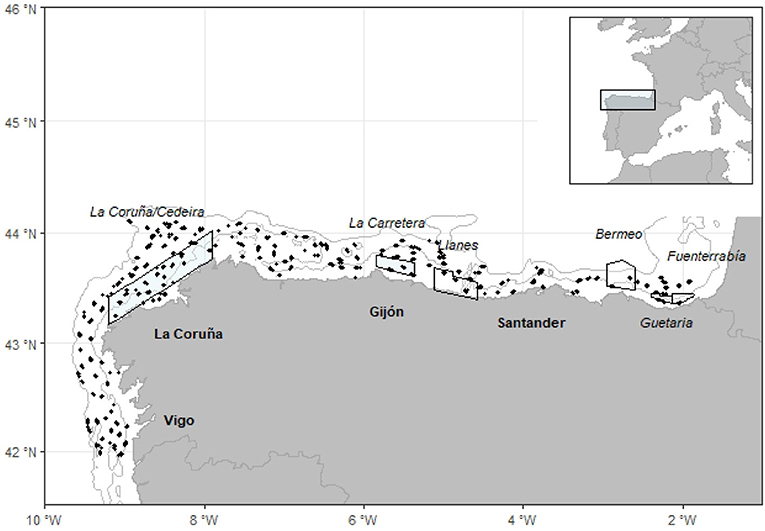 46 °N
45 °N
La Coruña/Cedeira
La Carretera
44 °N
Bermeo
Llanes
Fuenterrabía
Gijón
Santander
Guetaria
La Coruña
43 °N
Vigo
42 °N
10 °W
8 °W
6 °W
4 °W
2 °W